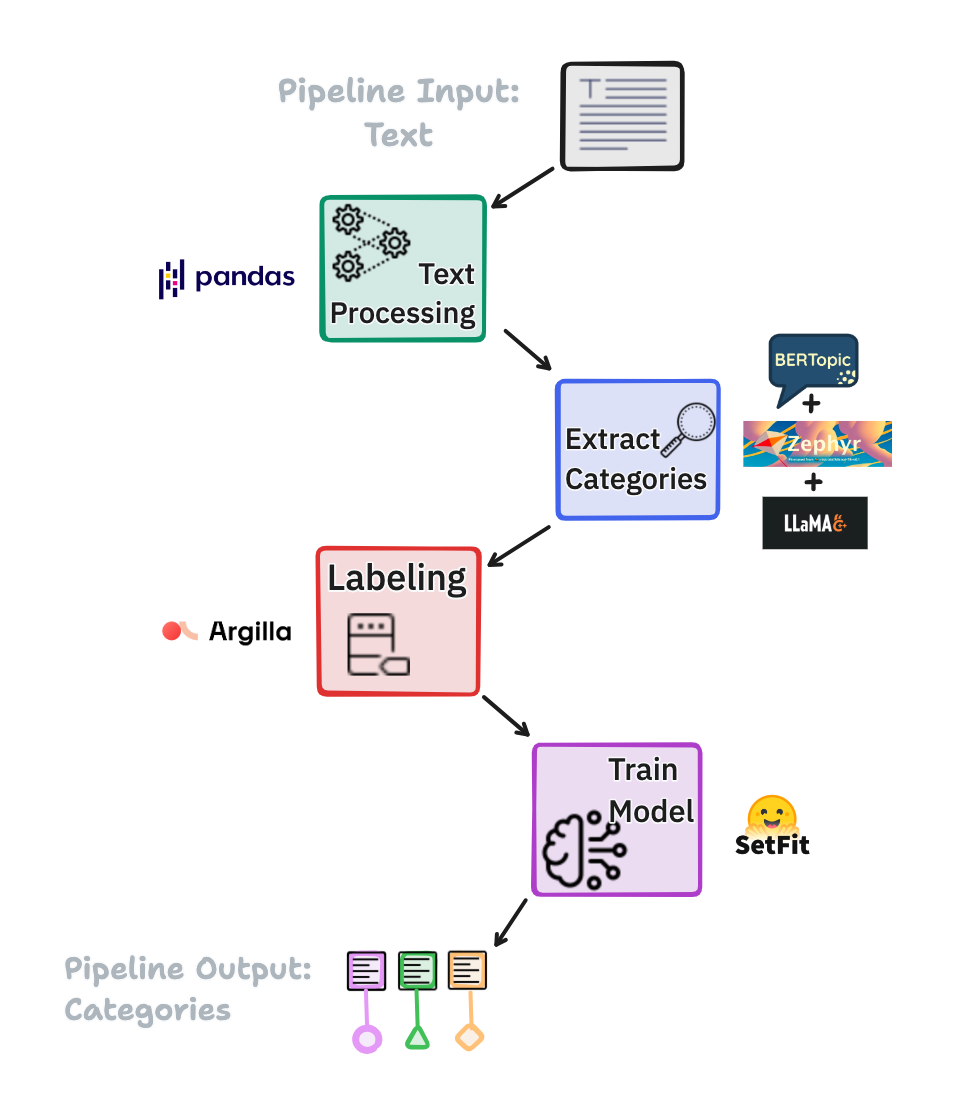 Pipeline Input:
Text
T
pandas
Text
Processing
BERTopic
+
Zephyr
+
LLaMA C++
Extract
Categories
Labeling
Argilla
Train
Model
SetFit
Pipeline Output:
Categories